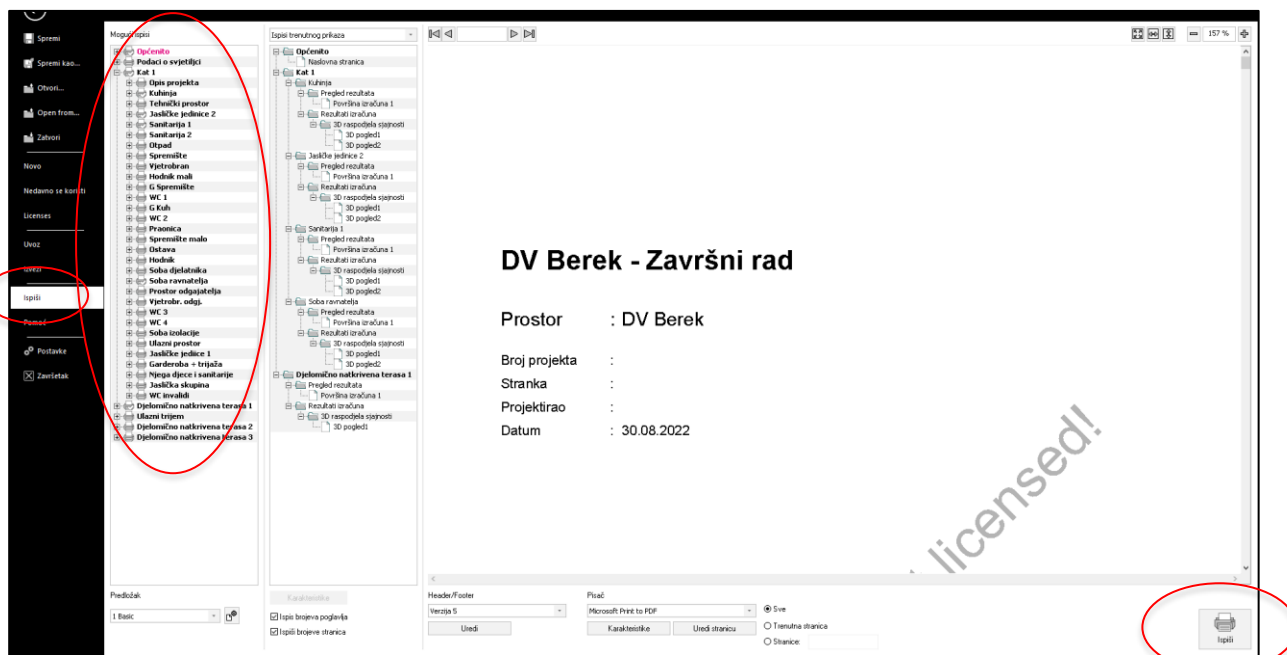 Spremi
Spremi kao...
Otvori...
Open from...
Zatvori
Novo
Nedavno se koristi
Licenses
Uvoz
Izvezi
Ispiši
Pomoć
Postavke
Završetak
Mogući ispisi
Općenito
Podaci o svjetiljci
Kat 1
Opis projekta
Kuhinja
Tehnički prostor
Jasličke jedinice 2
Sanitarija 1
Sanitarija 2
Otpad
Spremište
Vjetrobran
Hodnik mali
G Spremište
WC 1
G Kuh
WC 2
Praonica
Spremište malo
Ostava
Hodnik
Soba djelatnika
Soba ravnatelja
Prostor odgajatelja
Vjetrobr. odgj.
WC 3
WC 4
Soba izolacije
Ulazni prostor
Jasličke jediice 1
Garderoba + trijaža
Njega djece i sanitarije
Jaslička skupina
WC invalidi
Djelomično natkrivena terasa 1
Ulazni trijem
Djelomično natkrivena terasa 2
Djelomično natkrivena terasa 3
Predložak
1 Basic
Ispisi trenutnog prikaza
Općenito
Naslovna stranica
Kat 1
Kuhinja
Pregled rezultata
Površina izračuna 1
Rezultati izračuna
3D raspodjela sjajnosti
3D pogled1
3D pogled2
Jasličke jedinice 2
Pregled rezultata
Površina izračuna 1
Rezultati izračuna
3D raspodjela sjajnosti
3D pogled1
3D pogled2
Sanitarija 1
Pregled rezultata
Površina izračuna 1
Rezultati izračuna
3D raspodjela sjajnosti
3D pogled1
3D pogled2
Soba ravnatelja
Pregled rezultata
Površina izračuna 1
Rezultati izračuna
3D raspodjela sjajnosti
3D pogled1
3D pogled2
Djelomično natkrivena terasa 1
Pregled rezultata
Površina izračuna 1
Rezultati izračuna
3D raspodjela sjajnosti
3D pogled1
Karakteristike
Ispis brojeva poglavlja
Ispiši brojeve stranica
157 %
DV Berek - Završni rad
Prostor : DV Berek
Broj projekta :
Stranka :
Projektirao :
Datum : 30.08.2022
licensed!
Header/Footer
Verzija 5
Uredi
Pisač
Microsoft Print to PDF
Karakteristike
Uredi stranicu
Sve
Trenutna stranica
Stranice:
Ispiši